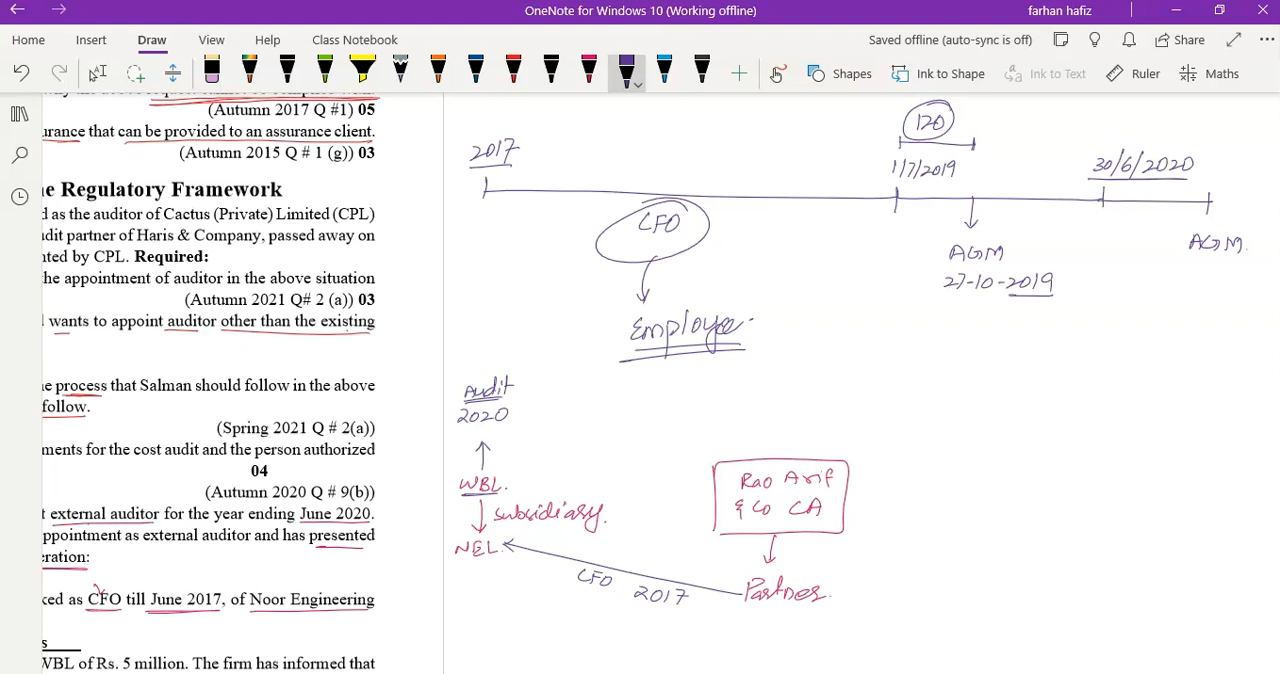 OneNote for Windows 10 (Working offline)
farhan hafiz
Home Insert Draw View Help Class Notebook
Saved offline (auto-sync is off)
Share
Shapes
Ink to Shape
Ink to Text
Ruler
Maths
(Autumn 2017 Q #1) 05
urance that can be provided to an assurance client.
(Autumn 2015 Q # 1 (g)) 03
ne Regulatory Framework
d as the auditor of Cactus (Private) Limited (CPL)
udit partner of Haris & Company, passed away on
nted by CPL. Required:
he appointment of auditor in the above situation
(Autumn 2021 Q# 2 (a)) 03
d wants to appoint auditor other than the existing
ne process that Salman should follow in the above
follow.
(Spring 2021 Q # 2(a))
ments for the cost audit and the person authorized
04
(Autumn 2020 Q # 9(b))
t external auditor for the year ending June 2020.
ppointment as external auditor and has presented
eration:
ked as CFO till June 2017, of Noor Engineering
s
WBL of Rs. 5 million. The firm has informed that
120
2017
1/7/2019
30/6/2020
CFO
AGM
27-10-2019
AGM.
Employee
Audit
2020
WBL.
subsidiary.
NEL.
CFO 2017
Rao Arif
& Co CA
Partner.